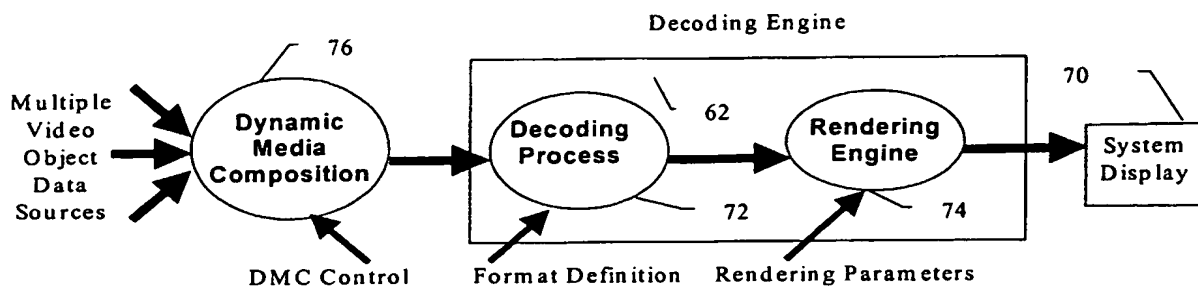 Decoding Engine
76
70
Multiple
Video
Object
Data
Sources
Dynamic
Media
Composition
62
Decoding
Process
Rendering
Engine
System
Display
72
74
DMC Control
Format Definition
Rendering Parameters